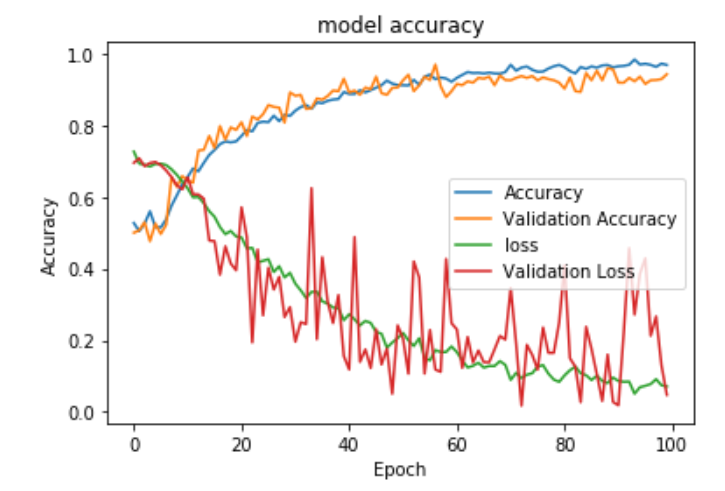 model accuracy
Accuracy
1.0
0.8
0.6
0.4
0.2
0.0
Accuracy
Validation Accuracy
loss
Validation Loss
0 20 40 60 80 100
Epoch